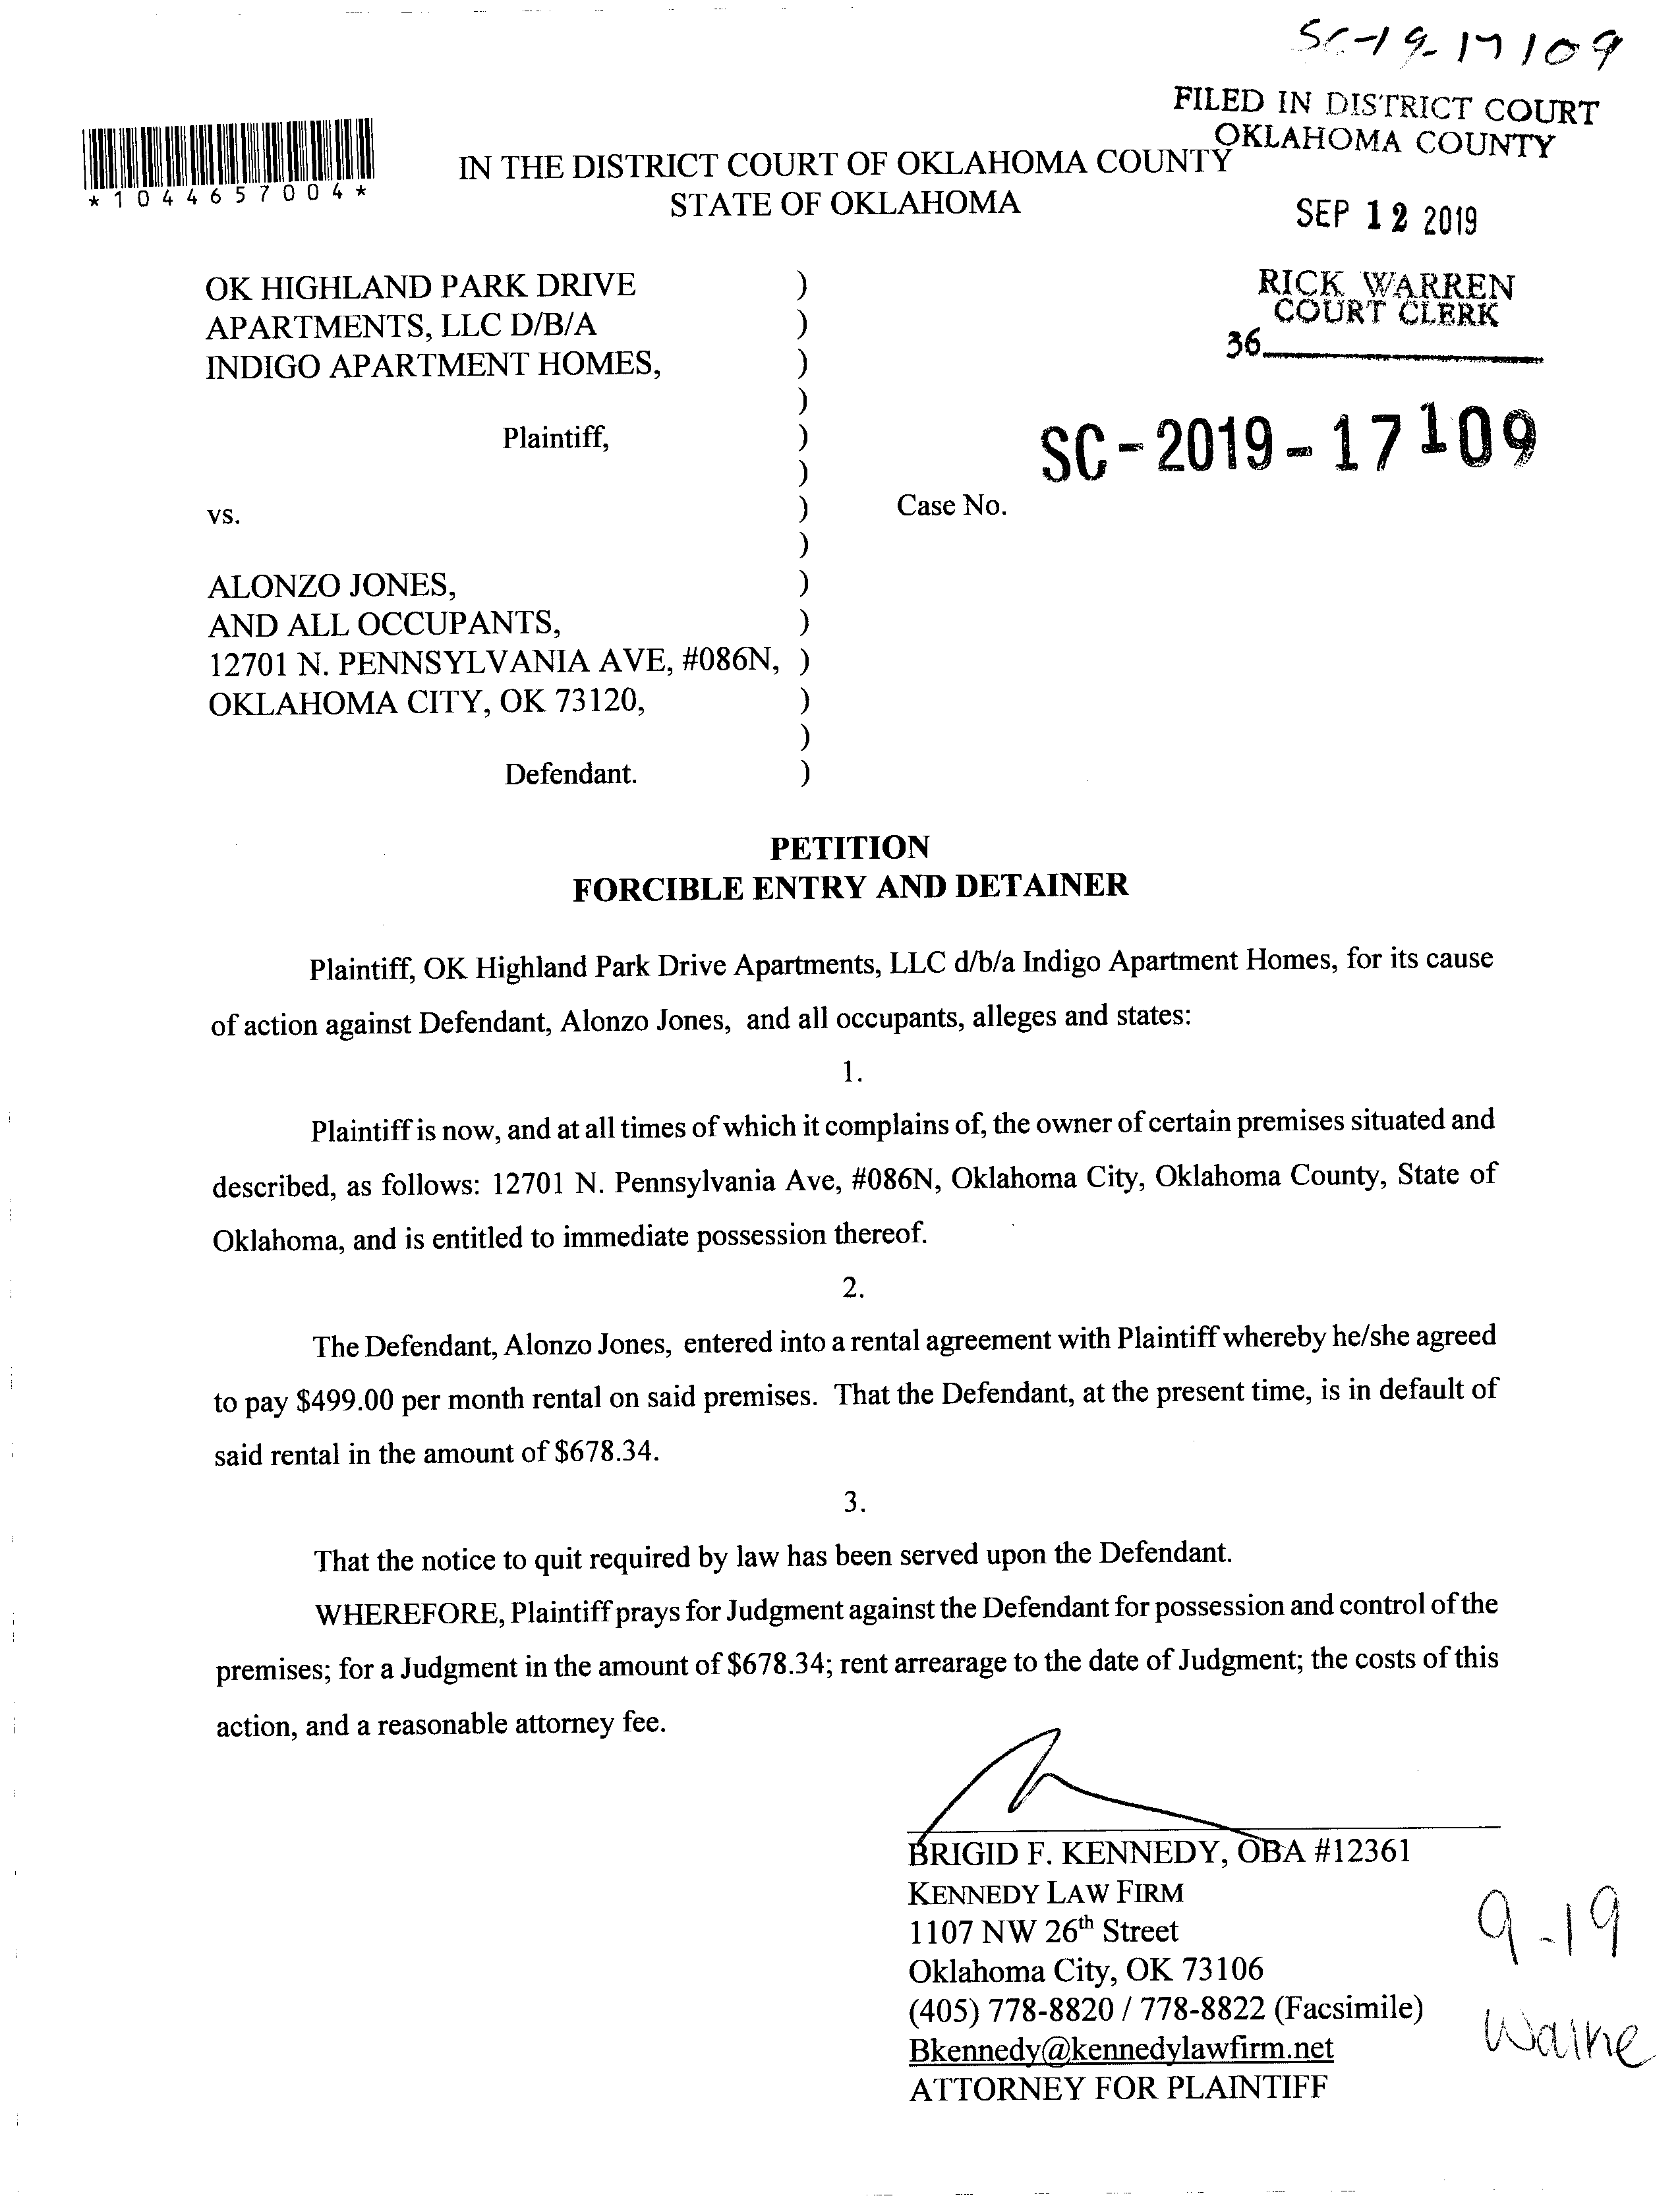 SC-19-17109
FILED IN DISTRICT COURT
OKLAHOMA COUNTY
*1044657004*
IN THE DISTRICT COURT OF OKLAHOMA COUNTY
STATE OF OKLAHOMA
SEP 12 2019
RICK WARREN
COURT CLERK
36
OK HIGHLAND PARK DRIVE )
APARTMENTS, LLC D/B/A )
INDIGO APARTMENT HOMES, )
)
Plaintiff, )
SC-2019-17109
)
vs. ) Case No.
)
ALONZO JONES, )
AND ALL OCCUPANTS, )
12701 N. PENNSYLVANIA AVE, #086N, )
OKLAHOMA CITY, OK 73120, )
)
Defendant. )
PETITION
FORCIBLE ENTRY AND DETAINER
Plaintiff, OK Highland Park Drive Apartments, LLC d/b/a Indigo Apartment Homes, for its cause
of action against Defendant, Alonzo Jones, and all occupants, alleges and states:
1.
Plaintiff is now, and at all times of which it complains of, the owner of certain premises situated and
described, as follows: 12701 N. Pennsylvania Ave, #086N, Oklahoma City, Oklahoma County, State of
Oklahoma, and is entitled to immediate possession thereof.
2.
The Defendant, Alonzo Jones, entered into a rental agreement with Plaintiff whereby he/she agreed
to pay $499.00 per month rental on said premises. That the Defendant, at the present time, is in default of
said rental in the amount of $678.34.
3.
That the notice to quit required by law has been served upon the Defendant.
WHEREFORE, Plaintiff prays for Judgment against the Defendant for possession and control of the
premises; for a Judgment in the amount of $678.34; rent arrearage to the date of Judgment; the costs of this
action, and a reasonable attorney fee.
BRIGID F. KENNEDY, OBA #12361
KENNEDY LAW FIRM
1107 NW 26th Street
Oklahoma City, OK 73106
(405) 778-8820 / 778-8822 (Facsimile)
Bkennedy@kennedylawfirm.net
ATTORNEY FOR PLAINTIFF
9-19
Waine